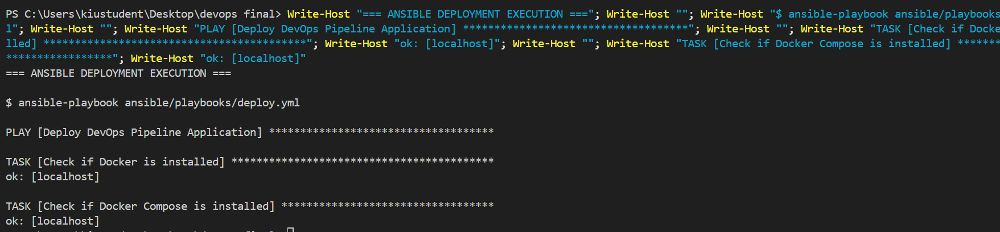 PS C:\Users\kiustudent\Desktop\devops final> Write-Host "=== ANSIBLE DEPLOYMENT EXECUTION ==="; Write-Host ""; Write-Host "$ ansible-playbook ansible/playbooks
l"; Write-Host ""; Write-Host "PLAY [Deploy DevOps Pipeline Application] ************************************"; Write-Host ""; Write-Host "TASK [Check if Docke
lled] ******************************************"; Write-Host "ok: [localhost]"; Write-Host ""; Write-Host "TASK [Check if Docker Compose is installed] *******
*****************"; Write-Host "ok: [localhost]"
=== ANSIBLE DEPLOYMENT EXECUTION ===
$ ansible-playbook ansible/playbooks/deploy.yml
PLAY [Deploy DevOps Pipeline Application] ************************************
TASK [Check if Docker is installed] ******************************************
ok: [localhost]
TASK [Check if Docker Compose is installed] **********************************
ok: [localhost]